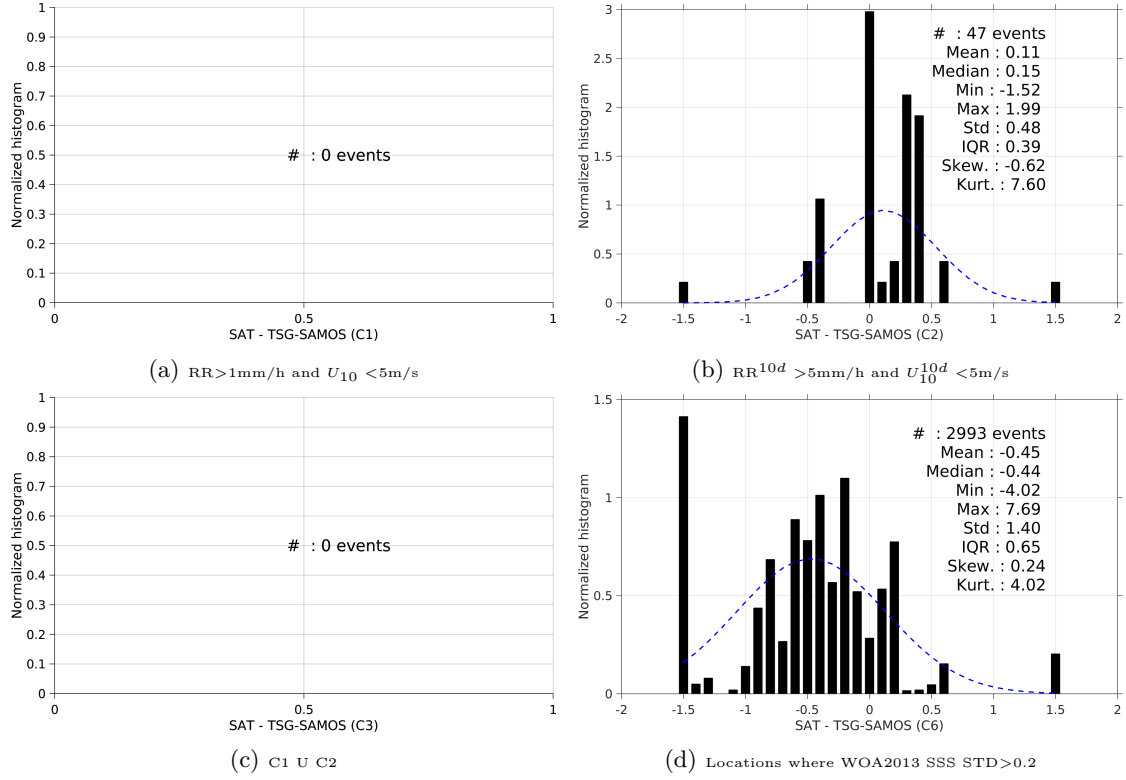 1
0.9
0.8
0.7
0.6
0.5
0.4
0.3
0.2
0.1
0
Normalized histogram
# : 0 events
0 0.5 1
SAT - TSG-SAMOS (C1)
(a) RR>1mm/h and U10 <5m/s
3
2.5
2
1.5
1
0.5
0
Normalized histogram
# : 47 events
Mean : 0.11
Median : 0.15
Min : -1.52
Max : 1.99
Std : 0.48
IQR : 0.39
Skew. : -0.62
Kurt. : 7.60
-2 -1.5 -1 -0.5 0 0.5 1 1.5 2
SAT - TSG-SAMOS (C2)
(b) RR10d >5mm/h and U10d10 <5m/s
1
0.9
0.8
0.7
0.6
0.5
0.4
0.3
0.2
0.1
0
Normalized histogram
# : 0 events
0 0.5 1
SAT - TSG-SAMOS (C3)
(c) C1 U C2
1.5
1
0.5
0
Normalized histogram
# : 2993 events
Mean : -0.45
Median : -0.44
Min : -4.02
Max : 7.69
Std : 1.40
IQR : 0.65
Skew. : 0.24
Kurt. : 4.02
-2 -1.5 -1 -0.5 0 0.5 1 1.5 2
SAT - TSG-SAMOS (C6)
(d) Locations where WOA2013 SSS STD>0.2